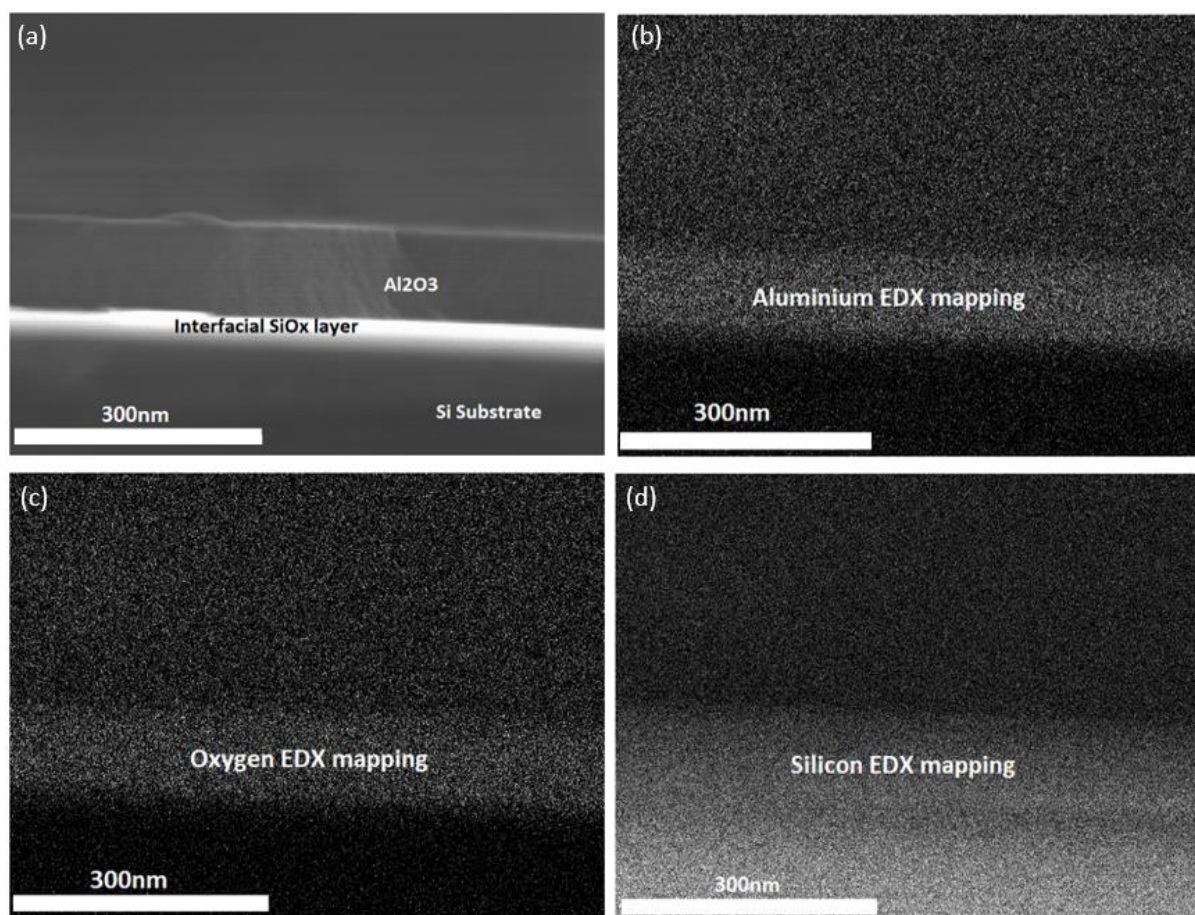 (a)
Al2O3
Interfacial SiOx layer
300nm
Si Substrate
(b)
Aluminium EDX mapping
300nm
(c)
Oxygen EDX mapping
300nm
(d)
Silicon EDX mapping
300nm